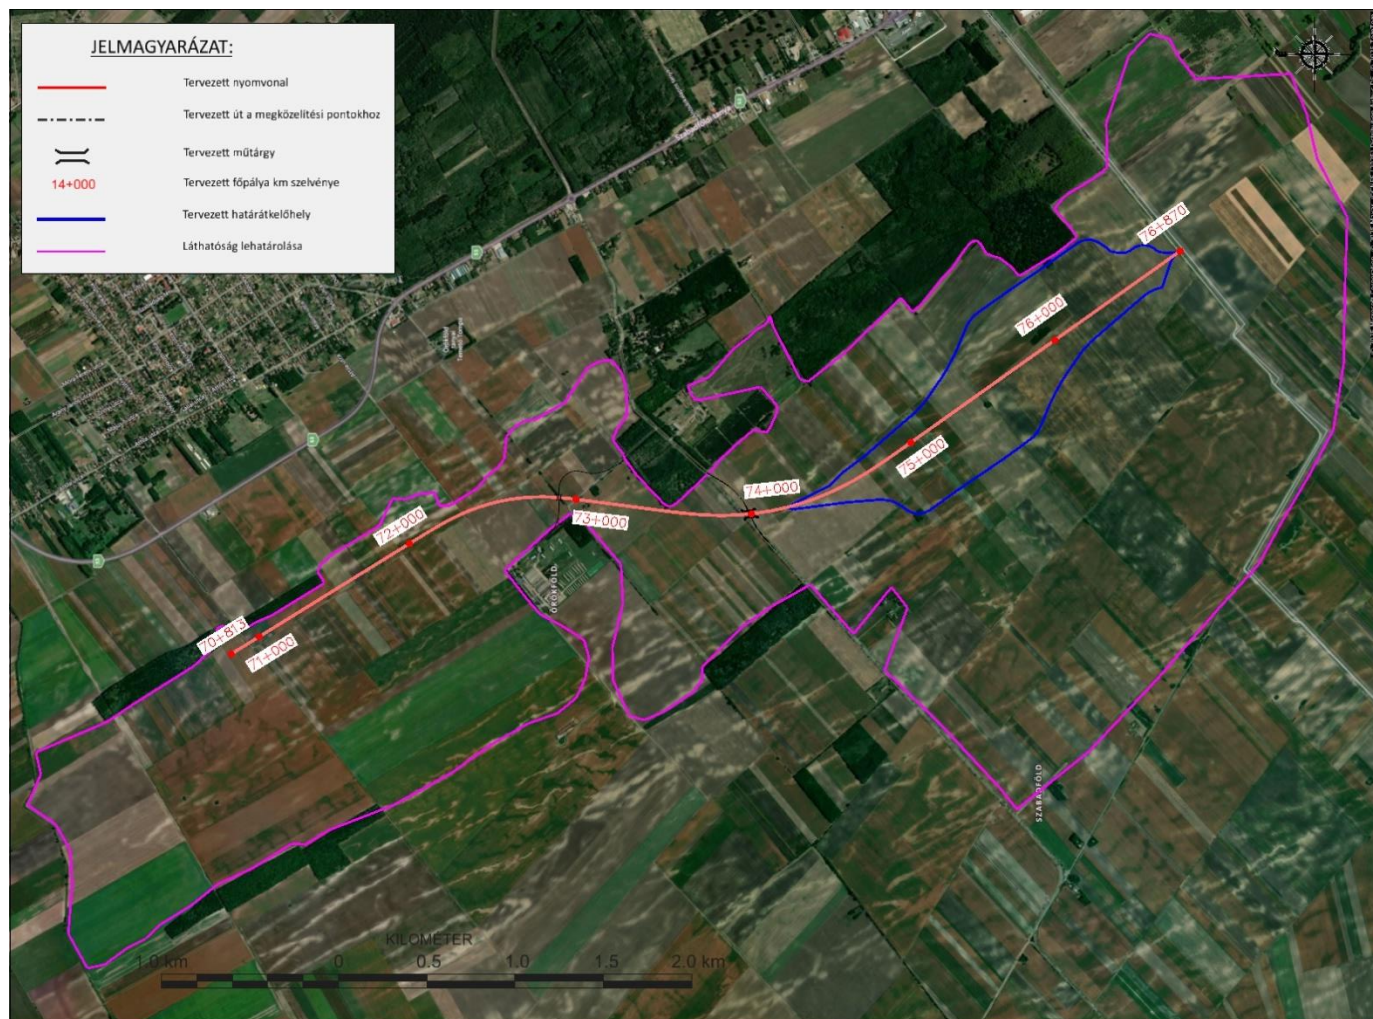 JELMAGYARÁZAT:
Tervezett nyomvonal
Tervezett út a megközelítési pontokhoz
Tervezett műtárgy
14+000
Tervezett főpálya km szelvénye
Tervezett határátkelőhely
Láthatóság lehatárolása
76+870
76+000
75+000
74+000
73+000
72+000
70+813
71+000
ÖRÖKFÖLD
SZABADFÖLD
KILOMÉTER
1.0 km
0
0.5
1.0
1.5
2.0 km